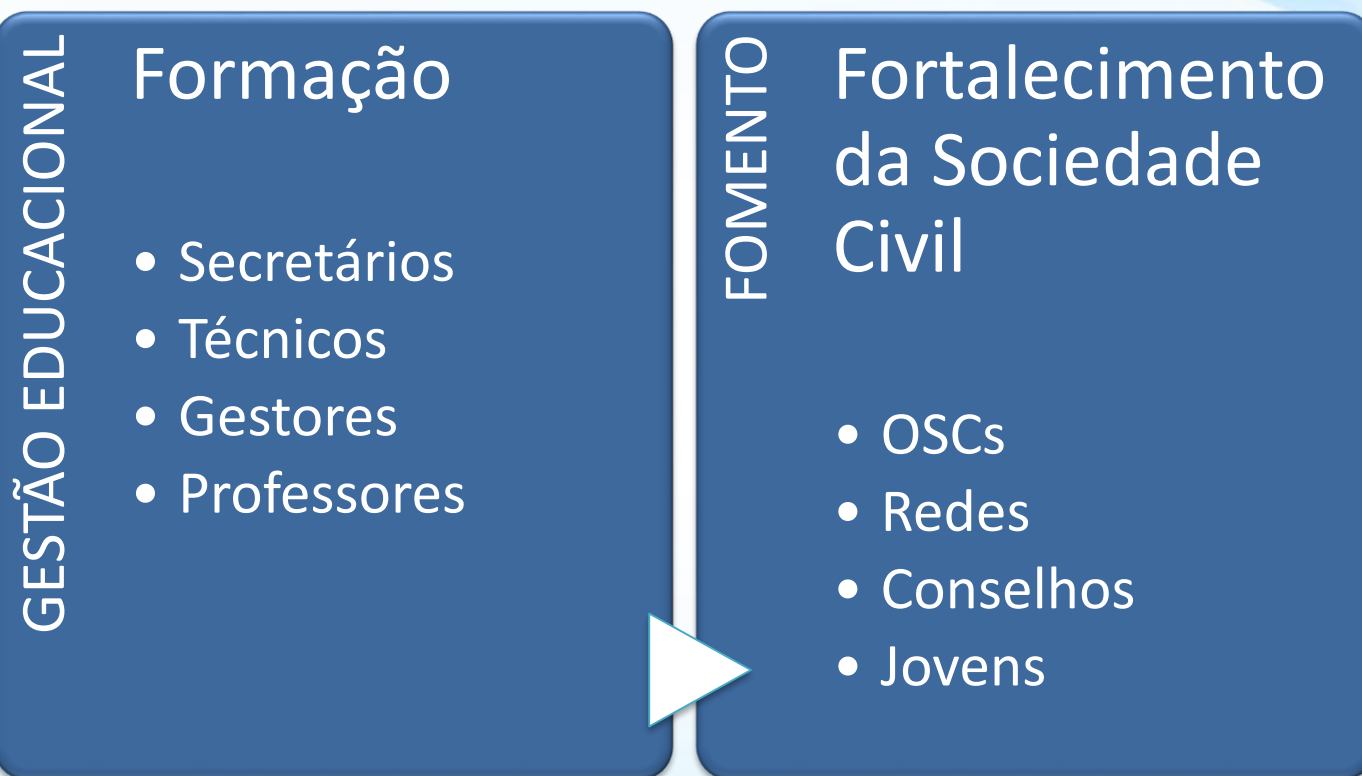 GESTÃO EDUCACIONAL
Formação
• Secretários
• Técnicos
• Gestores
• Professores
FOMENTO
Fortalecimento
da Sociedade
Civil
• OSCs
• Redes
• Conselhos
• Jovens